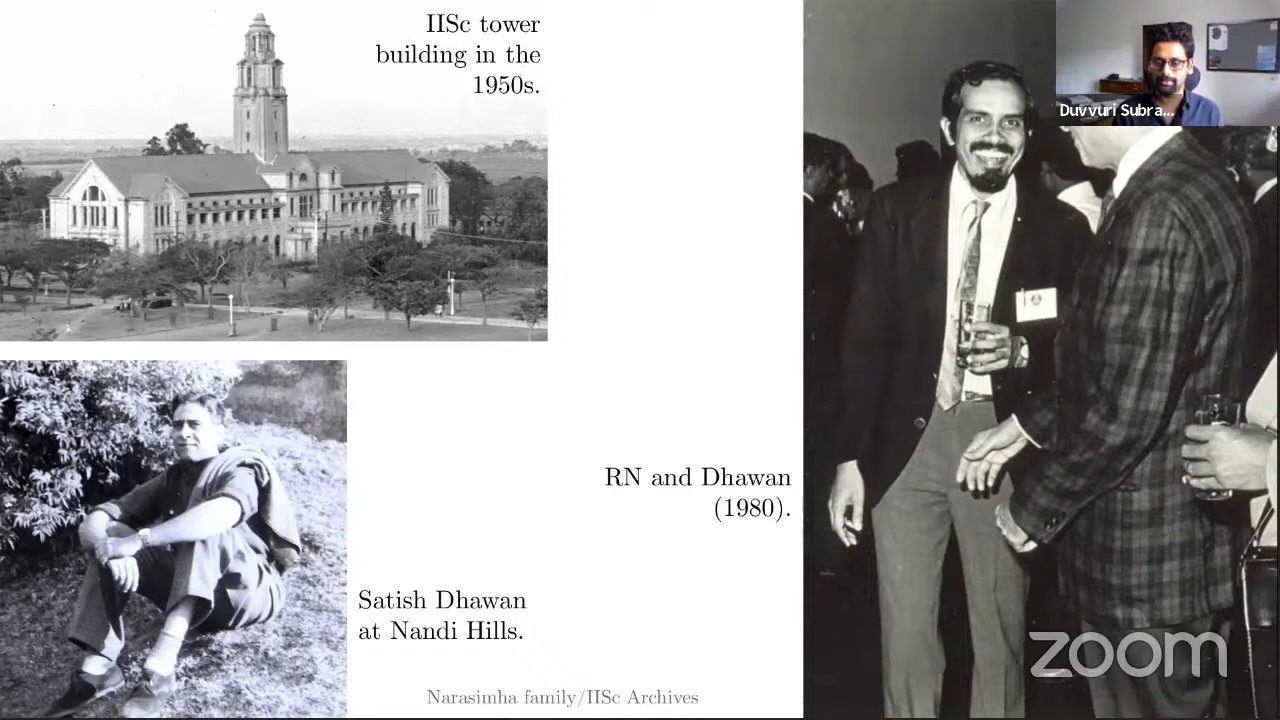 IISc tower
building in the
1950s.
Duvvuri Subra...
RN and Dhawan
(1980).
Satish Dhawan
at Nandi Hills.
Narasimha family/IISc Archives
zoom